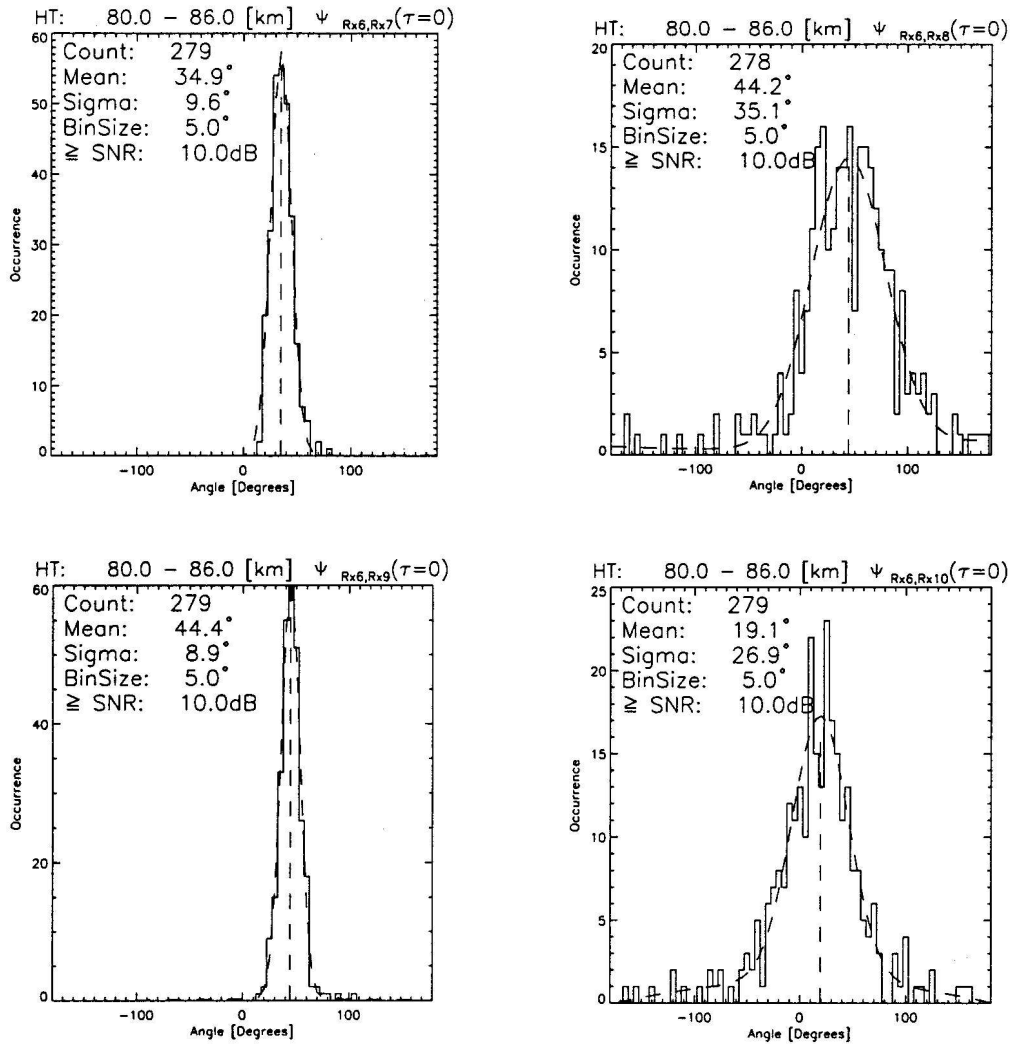 HT: 80.0 – 86.0 [km] ψ Rx6,Rx7(τ=0)
60
Count: 279
Mean: 34.9°
Sigma: 9.6°
BinSize: 5.0°
≧ SNR: 10.0dB
50
40
30
20
10
0
Occurrence
−100 0 100
Angle [Degrees]
HT: 80.0 – 86.0 [km] ψ Rx6,Rx8(τ=0)
20
Count: 278
Mean: 44.2°
Sigma: 35.1°
BinSize: 5.0°
≧ SNR: 10.0dB
15
10
5
0
Occurrence
−100 0 100
Angle [Degrees]
HT: 80.0 – 86.0 [km] ψ Rx6,Rx9(τ=0)
60
Count: 279
Mean: 44.4°
Sigma: 8.9°
BinSize: 5.0°
≧ SNR: 10.0dB
40
20
0
Occurrence
−100 0 100
Angle [Degrees]
HT: 80.0 – 86.0 [km] ψ Rx6,Rx10(τ=0)
25
Count: 279
Mean: 19.1°
Sigma: 26.9°
BinSize: 5.0°
≧ SNR: 10.0dB
20
15
10
5
0
Occurrence
−100 0 100
Angle [Degrees]